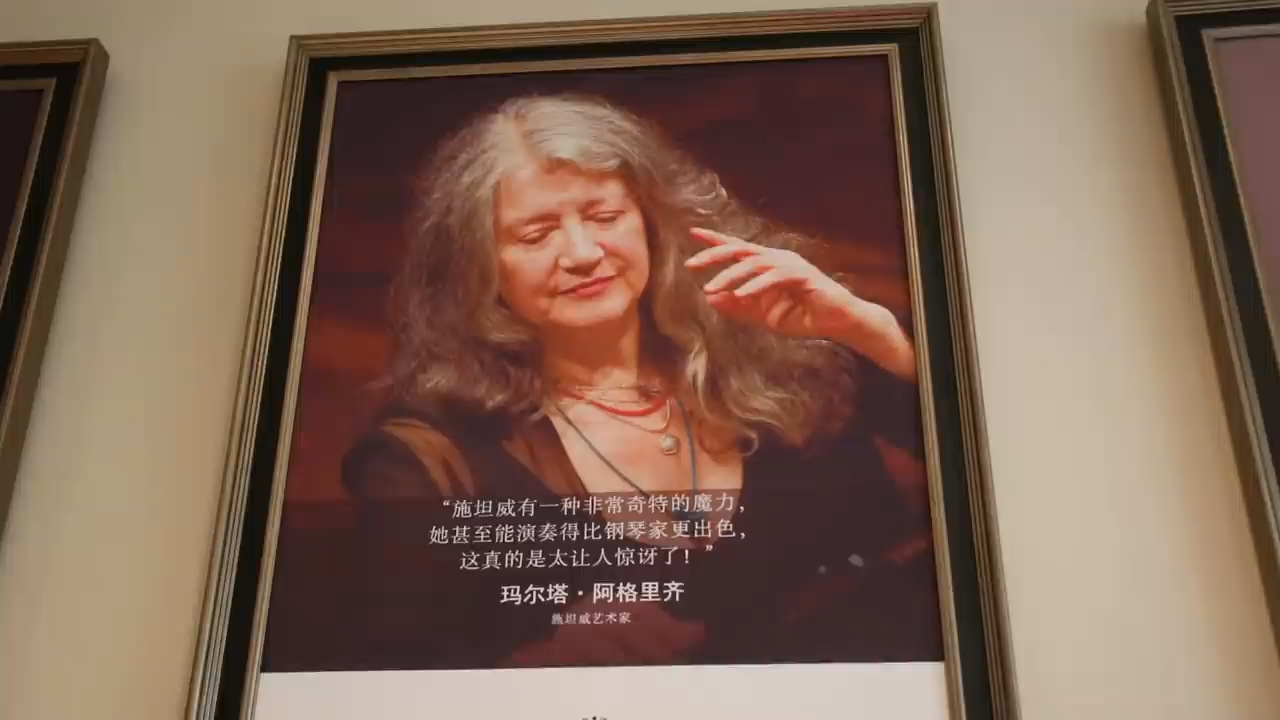 “施坦威有一种非常奇特的魔力，
她甚至能演奏得比钢琴家更出色，
这真的是太让人惊讶了！”
玛尔塔·阿格里齐
施坦威艺术家